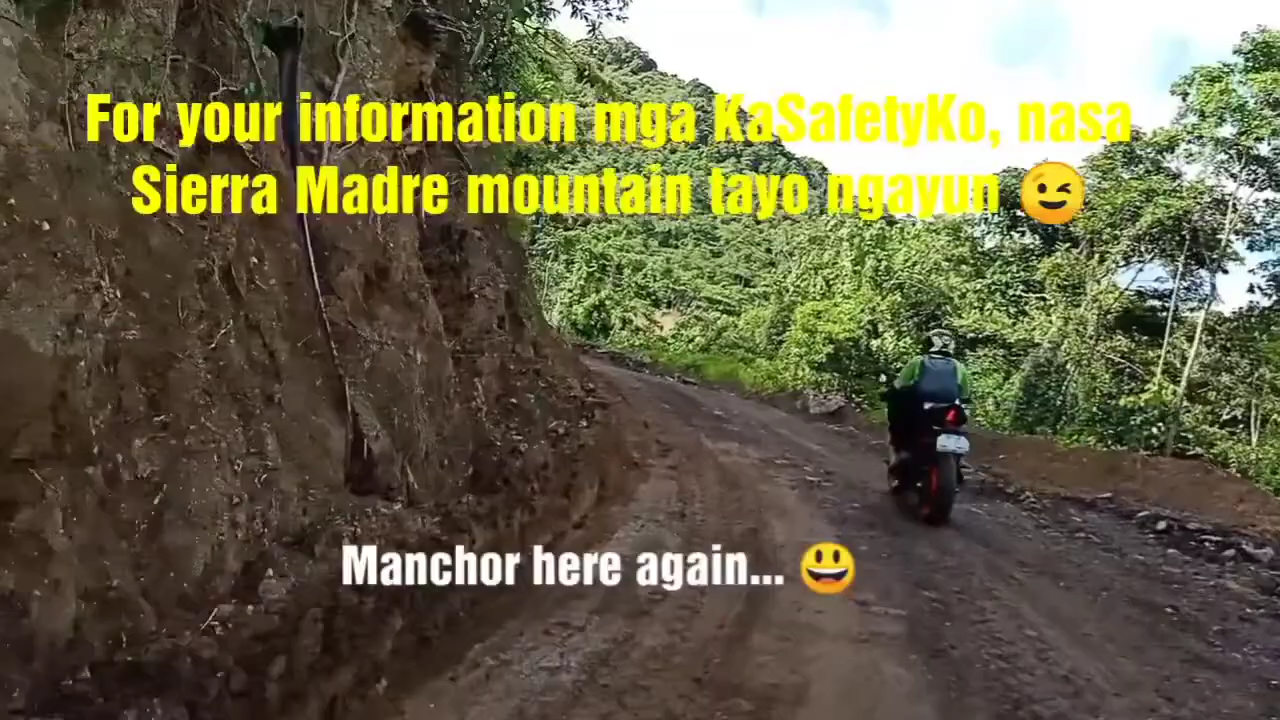 For your information mga KaSafetyKo, nasa
Sierra Madre mountain tayo ngayun 😉
Manchor here again... 😃